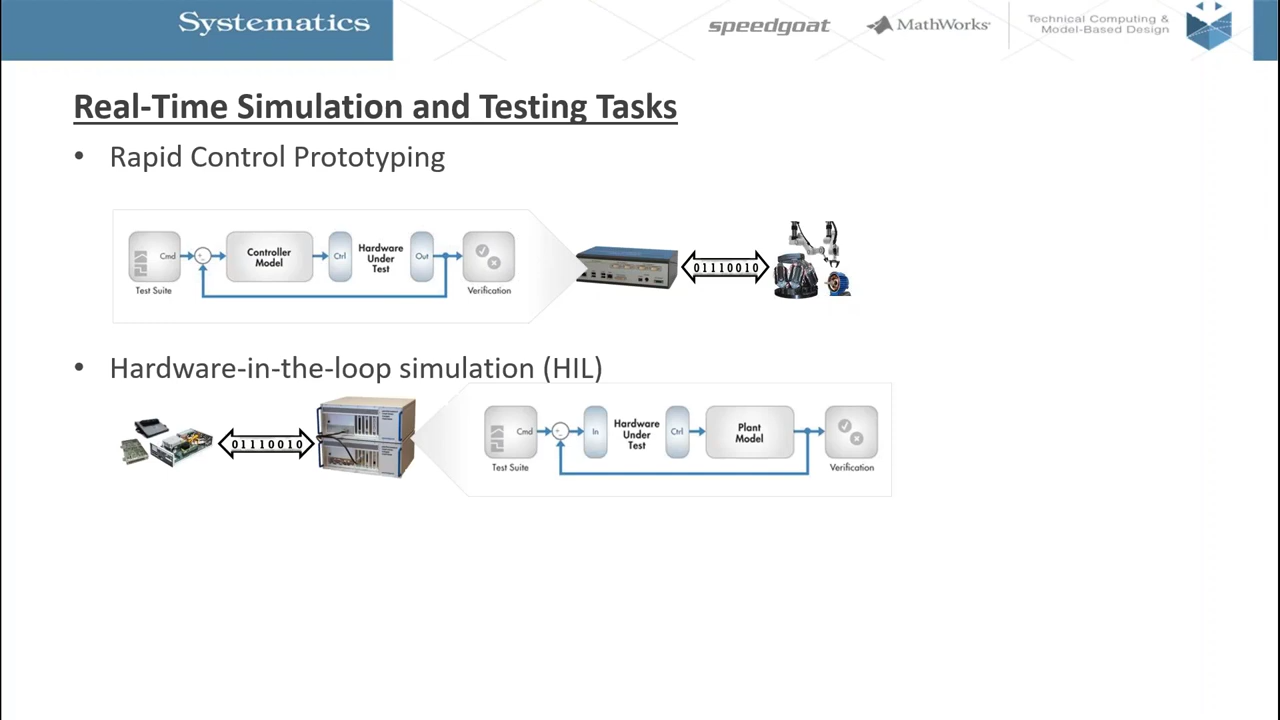 Systematics
speedgoat
MathWorks
Technical Computing &
Model-Based Design
Real-Time Simulation and Testing Tasks
• Rapid Control Prototyping
Cmd
Controller
Model
Ctrl
Hardware
Under
Test
Out
Test Suite
Verification
01110010
• Hardware-in-the-loop simulation (HIL)
01110010
Cmd
In
Hardware
Under
Test
Ctrl
Plant
Model
Test Suite
Verification